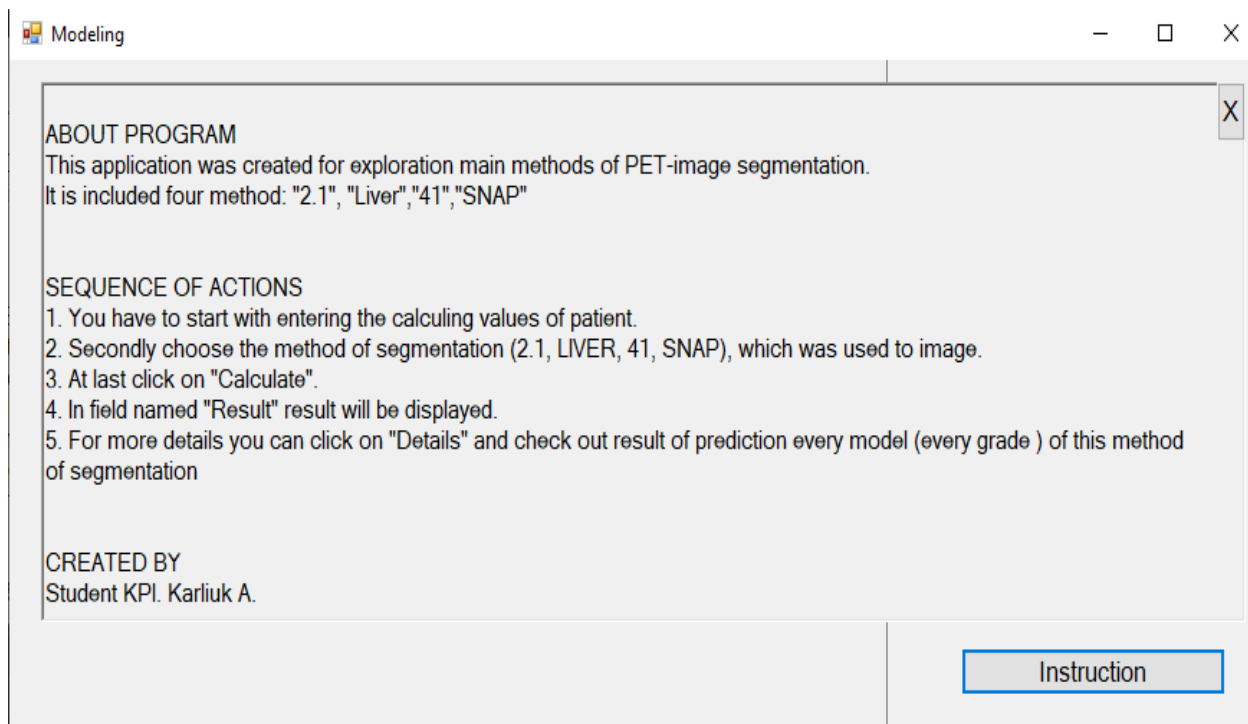 Modeling
X
ABOUT PROGRAM
This application was created for exploration main methods of PET-image segmentation.
It is included four method: "2.1", "Liver","41","SNAP"
SEQUENCE OF ACTIONS
1. You have to start with entering the calculing values of patient.
2. Secondly choose the method of segmentation (2.1, LIVER, 41, SNAP), which was used to image.
3. At last click on "Calculate".
4. In field named "Result" result will be displayed.
5. For more details you can click on "Details" and check out result of prediction every model (every grade ) of this method
of segmentation
CREATED BY
Student KPI. Karliuk A.
Instruction